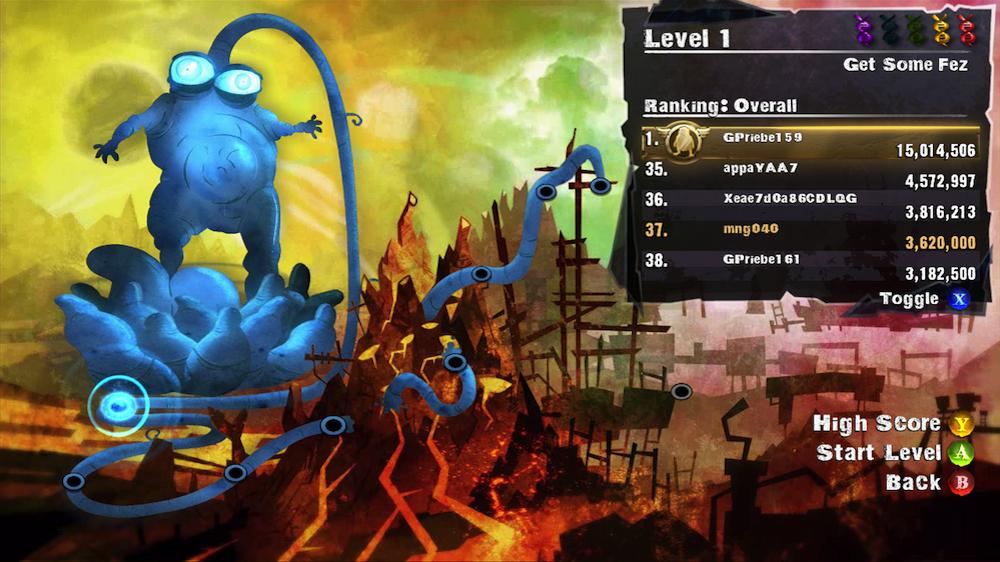 Level 1
Get Some Fez
Ranking: Overall
1. GPriebe159 15,014,506
35. appaYAA7 4,572,997
36. Xeae7d0a86CDLQG 3,816,213
37. mng040 3,620,000
38. GPriebe161 3,182,500
Toggle X
High Score Y
Start Level A
Back B